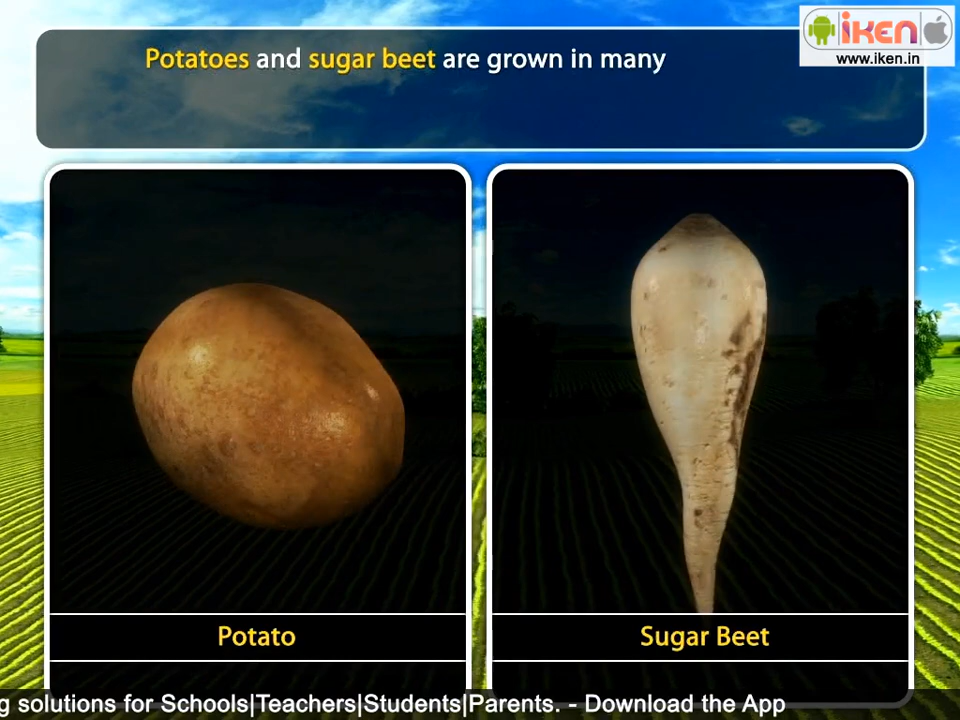 iKEN
www.iken.in
Potatoes and sugar beet are grown in many
Potato
Sugar Beet
g solutions for Schools|Teachers|Students|Parents. - Download the App